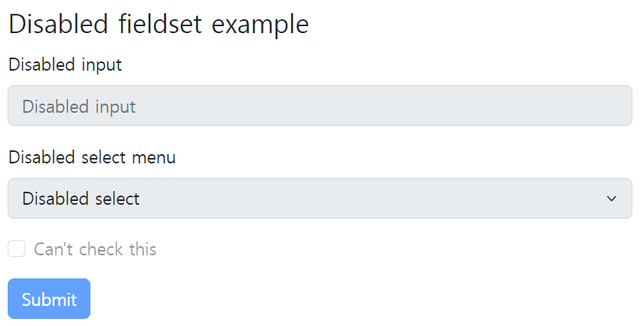 Disabled fieldset example
Disabled input
Disabled input
Disabled select menu
Disabled select
Can't check this
Submit